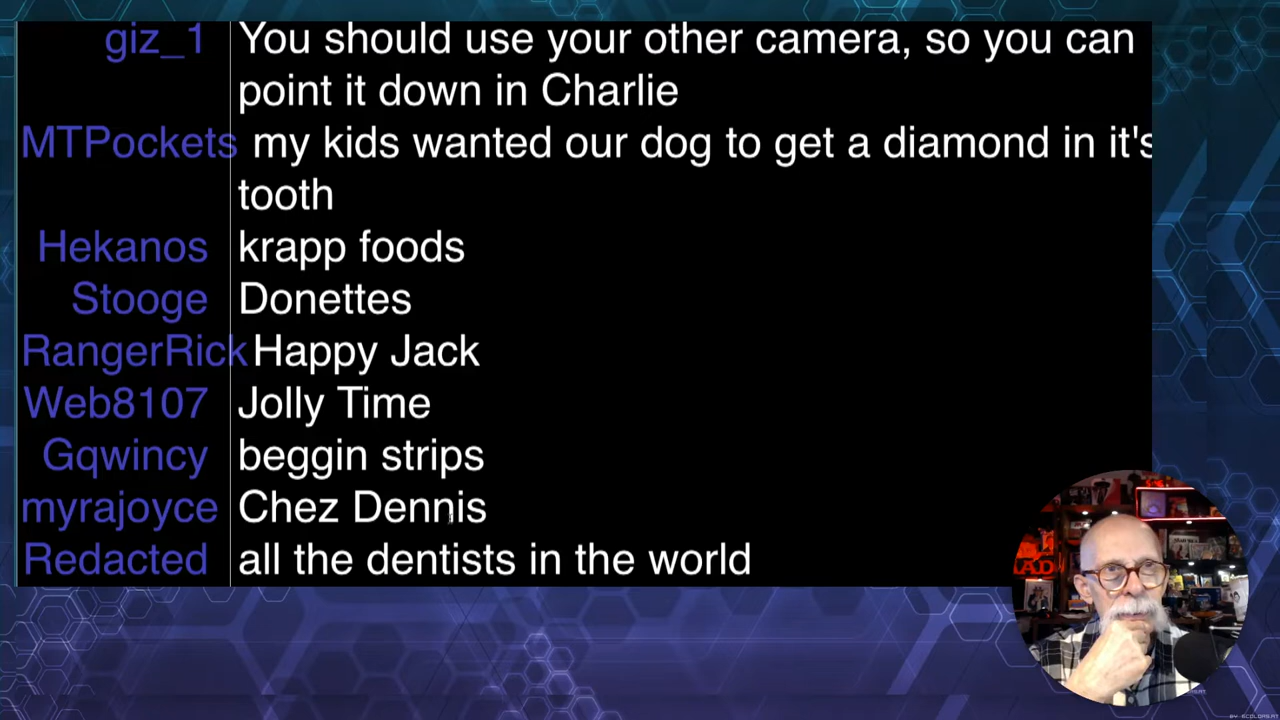 giz_1 You should use your other camera, so you can
point it down in Charlie
MTPockets my kids wanted our dog to get a diamond in it's
tooth
Hekanos krapp foods
Stooge Donettes
RangerRick Happy Jack
Web8107 Jolly Time
Gqwincy beggin strips
myrajoyce Chez Dennis
Redacted all the dentists in the world